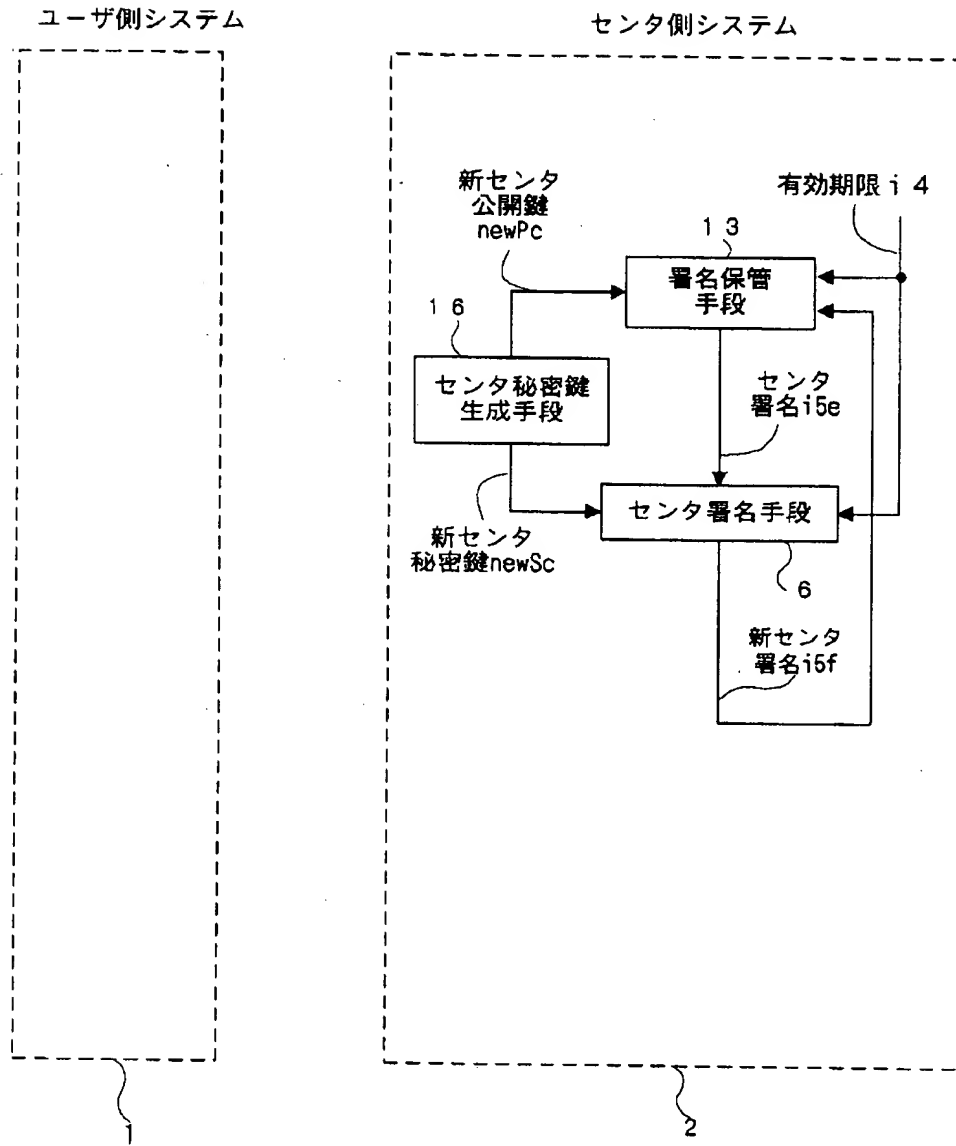 ユーザ側システム
センタ側システム
新センタ
公開鍵
newPc
有効期限i4
13
署名保管
手段
16
センタ秘密鍵
生成手段
センタ
署名i5e
センタ署名手段
新センタ
秘密鍵newSc
6
新センタ
署名i5f
1
2